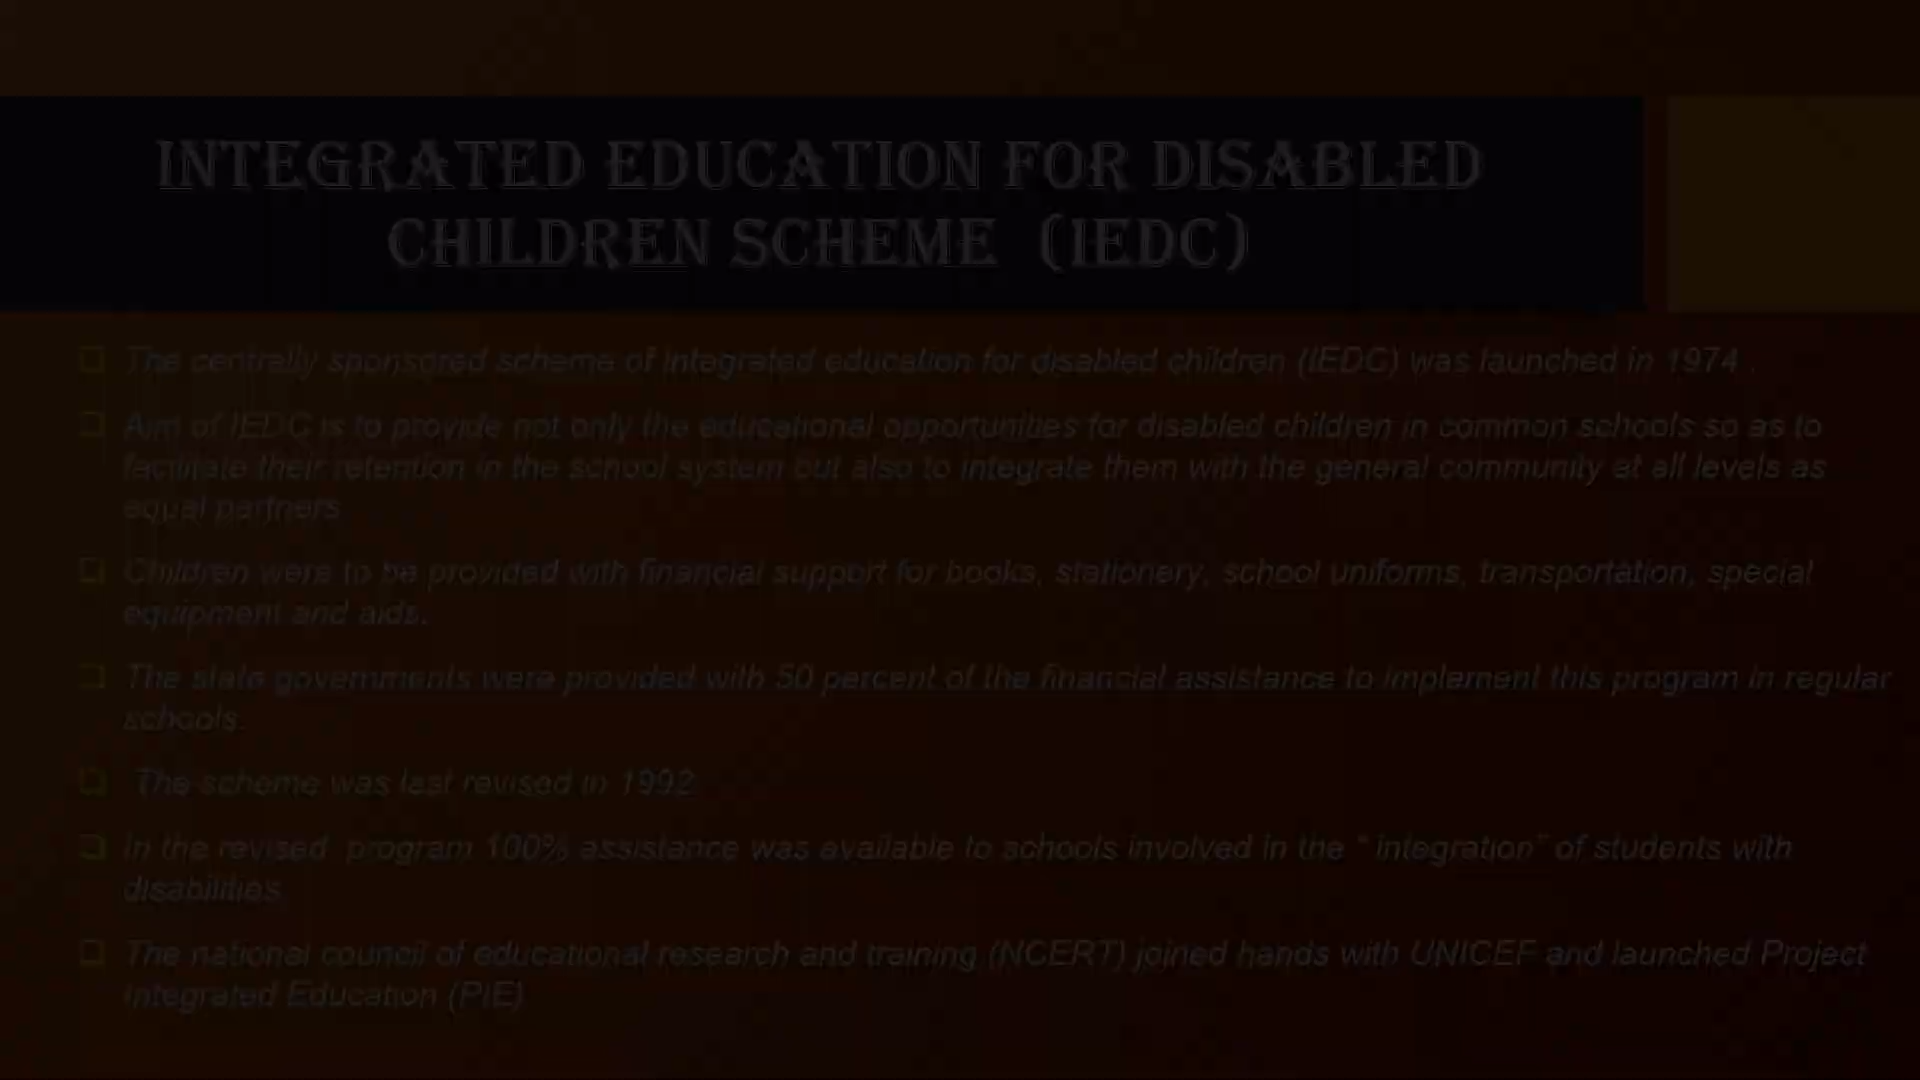 INTEGRATED EDUCATION FOR DISABLED
CHILDREN SCHEME (IEDC)
The centrally sponsored scheme of integrated education for disabled children (IEDC) was launched in 1974 .
Aim of IEDC is to provide not only the educational opportunities for disabled children in common schools so as to
facilitate their retention in the school system but also to integrate them with the general community at all levels as
equal partners
Children were to be provided with financial support for books, stationery, school uniforms, transportation, special
equipment and aids.
The state governments were provided with 50 percent of the financial assistance to implement this program in regular
schools.
The scheme was last revised in 1992
In the revised program 100% assistance was available to schools involved in the " integration" of students with
disabilities
The national council of educational research and training (NCERT) joined hands with UNICEF and launched Project
Integrated Education (PIE)